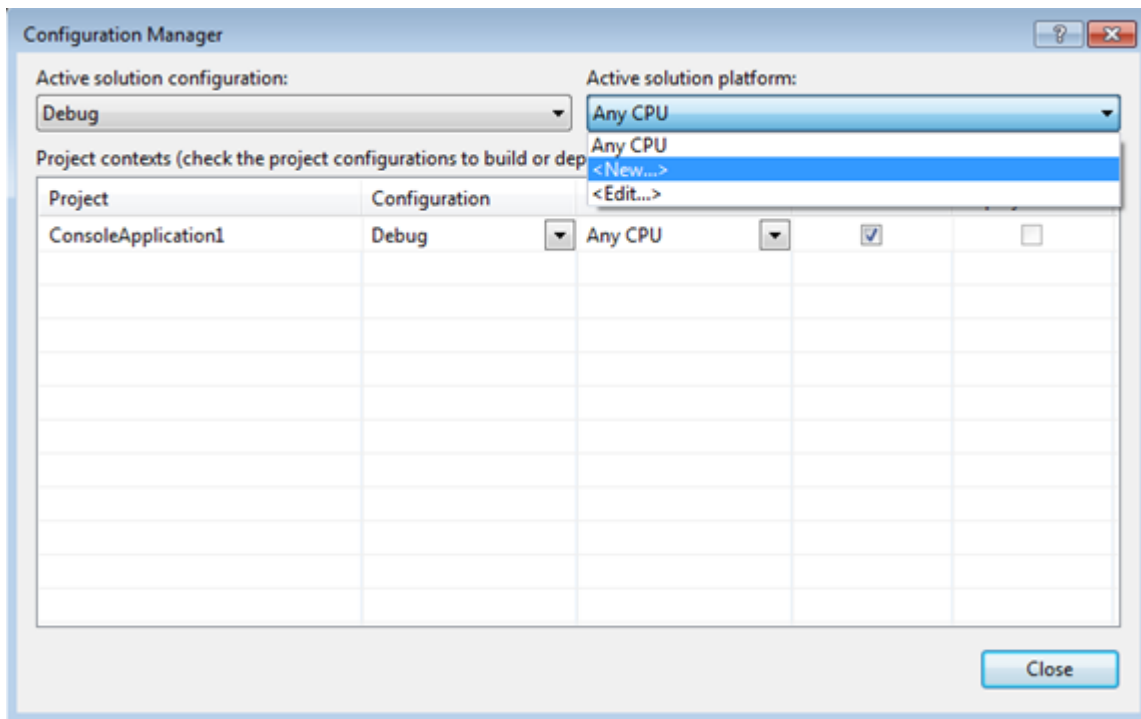 Configuration Manager
Active solution configuration:
Active solution platform:
Debug
Any CPU
Any CPU
<New...>
<Edit...>
Project contexts (check the project configurations to build or dep
Project
Configuration
ConsoleApplication1
Debug
Any CPU
Close